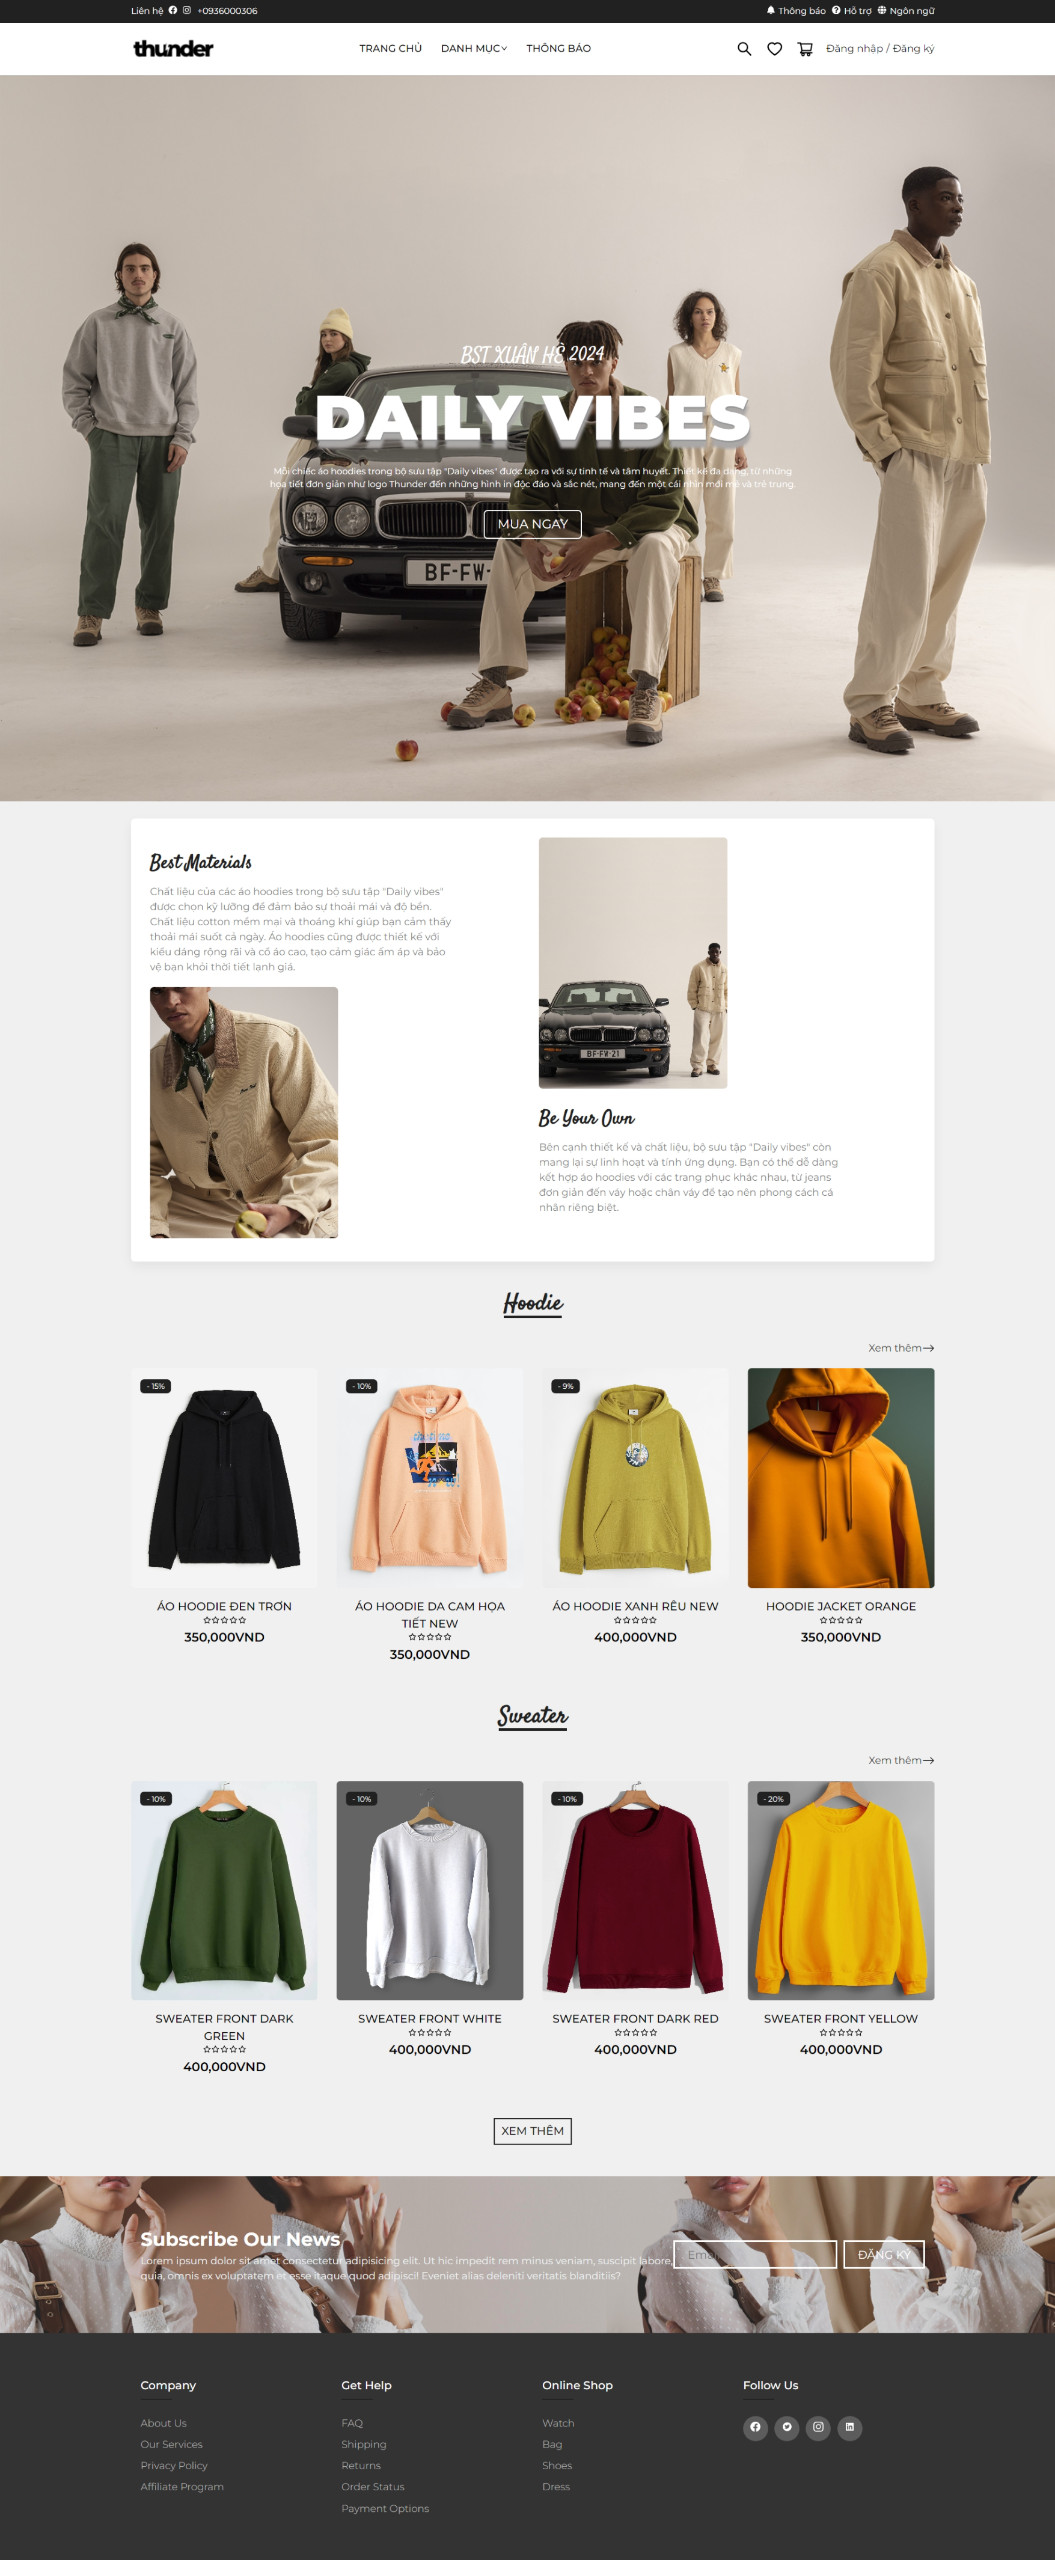 Liên hệ +0936000306
Thông báo Hỗ trợ Ngôn ngữ
thunder
TRANG CHỦ DANH MỤC THÔNG BÁO
Đăng nhập / Đăng ký
BST XUÂN HÈ 2024
DAILY VIBES
Mỗi chiếc áo hoodies trong bộ sưu tập "Daily vibes" được tạo ra với sự tinh tế và tâm huyết. Thiết kế đa dạng, từ những
họa tiết đơn giản như logo Thunder đến những hình in độc đáo và sắc nét, mang đến một cái nhìn mới mẻ và trẻ trung.
MUA NGAY
BF-FW-
Best Materials
Chất liệu của các áo hoodies trong bộ sưu tập "Daily vibes"
được chọn kỹ lưỡng để đảm bảo sự thoải mái và độ bền.
Chất liệu cotton mềm mại và thoáng khí giúp bạn cảm thấy
thoải mái suốt cả ngày. Áo hoodies cũng được thiết kế với
kiểu dáng rộng rãi và cổ áo cao, tạo cảm giác ấm áp và bảo
vệ bạn khỏi thời tiết lạnh giá.
BF-FW-21
Be Your Own
Bên cạnh thiết kế và chất liệu, bộ sưu tập "Daily vibes" còn
mang lại sự linh hoạt và tính ứng dụng. Bạn có thể dễ dàng
kết hợp áo hoodies với các trang phục khác nhau, từ jeans
đơn giản đến váy hoặc chân váy để tạo nên phong cách cá
nhân riêng biệt.
Hoodie
Xem thêm
- 15%
- 10%
- 9%
ÁO HOODIE ĐEN TRƠN
350,000VND
ÁO HOODIE DA CAM HỌA
TIẾT NEW
350,000VND
ÁO HOODIE XANH RÊU NEW
400,000VND
HOODIE JACKET ORANGE
350,000VND
Sweater
Xem thêm
- 10%
- 10%
- 10%
- 20%
SWEATER FRONT DARK
GREEN
400,000VND
SWEATER FRONT WHITE
400,000VND
SWEATER FRONT DARK RED
400,000VND
SWEATER FRONT YELLOW
400,000VND
XEM THÊM
Subscribe Our News
Lorem ipsum dolor sit amet consectetur adipisicing elit. Ut hic impedit rem minus veniam, suscipit labore,
quia, omnis ex voluptatem et esse itaque quod adipisci! Eveniet alias deleniti veritatis blanditiis?
Email
ĐĂNG KÝ
Company
About Us
Our Services
Privacy Policy
Affiliate Program
Get Help
FAQ
Shipping
Returns
Order Status
Payment Options
Online Shop
Watch
Bag
Shoes
Dress
Follow Us